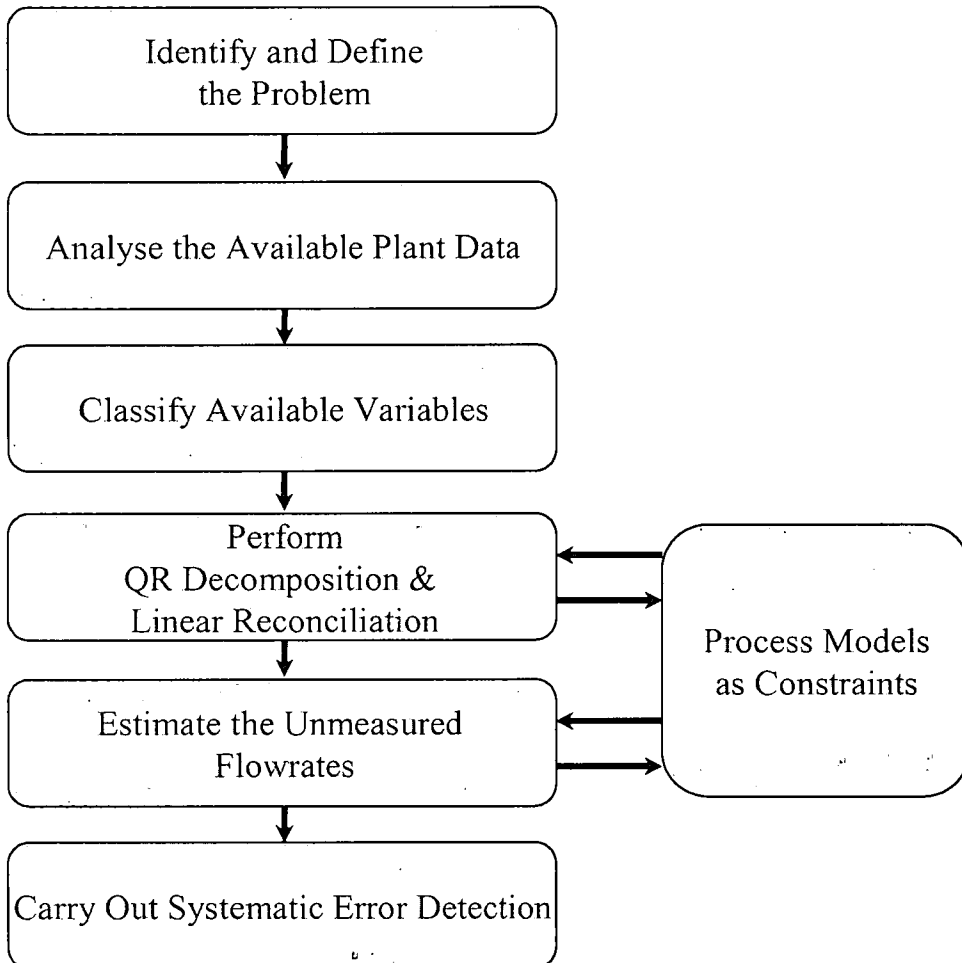 Identify and Define
the Problem
Analyse the Available Plant Data
Classify Available Variables
Perform
QR Decomposition &
Linear Reconciliation
Process Models
as Constraints
Estimate the Unmeasured
Flowrates
Carry Out Systematic Error Detection